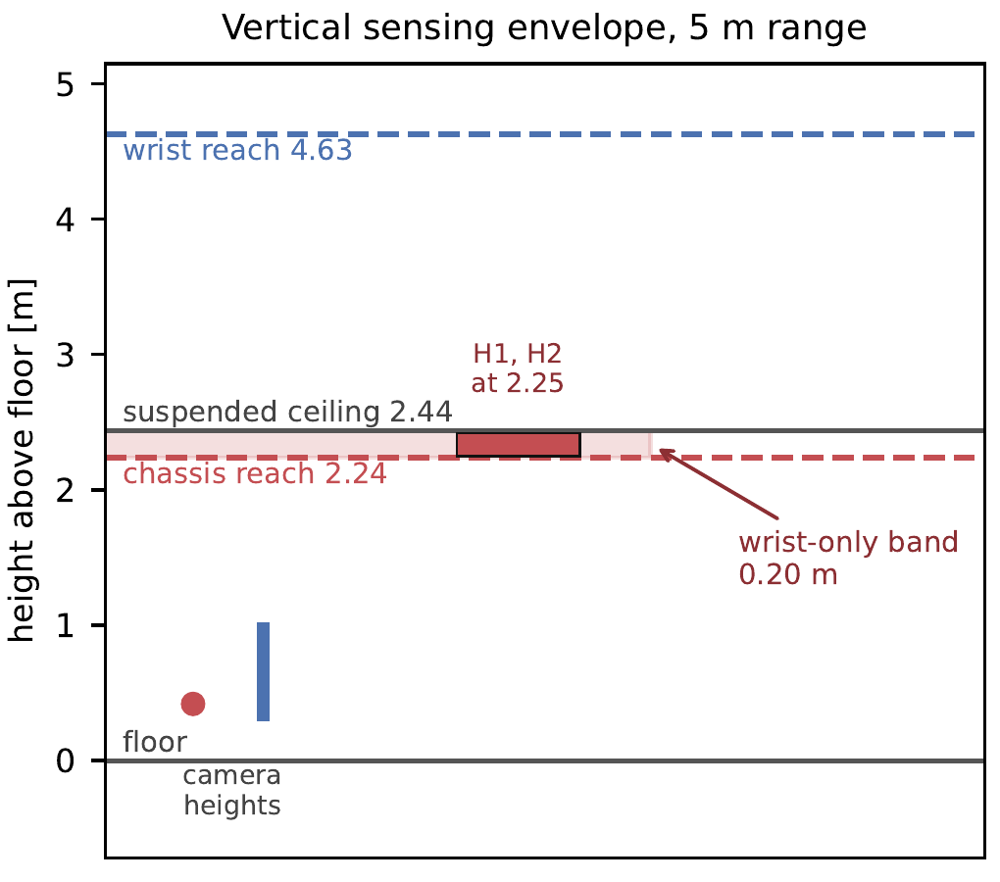 Vertical sensing envelope, 5 m range
height above floor [m]
5
4
3
2
1
0
wrist reach 4.63
H1, H2
at 2.25
suspended ceiling 2.44
chassis reach 2.24
wrist-only band
0.20 m
floor
camera
heights